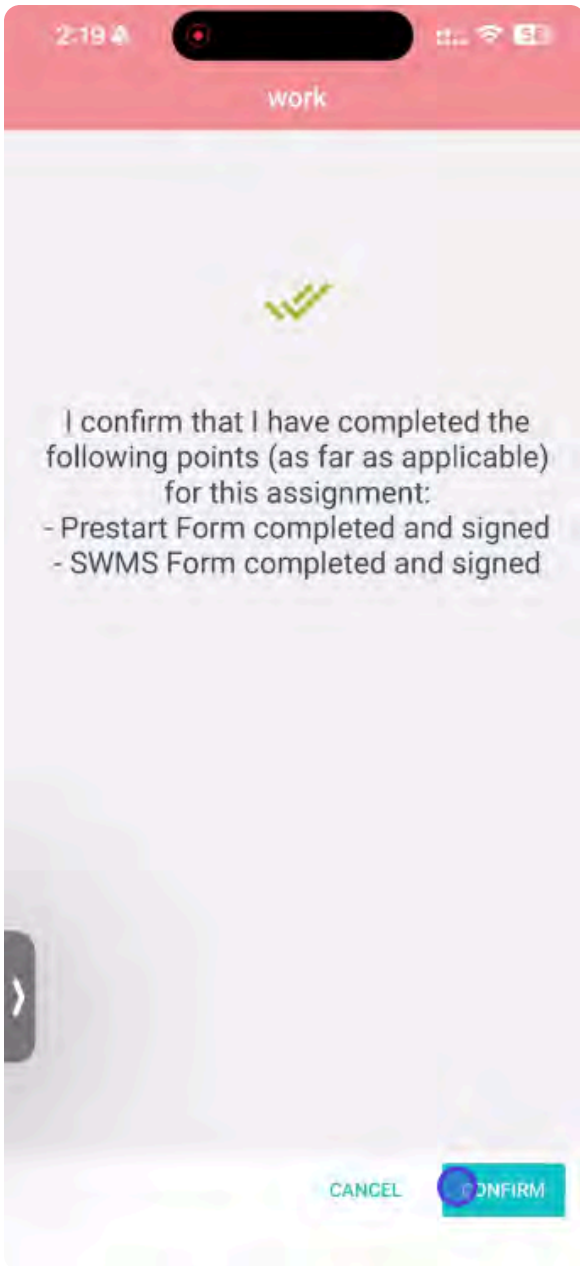 2:19
work
I confirm that I have completed the
following points (as far as applicable)
for this assignment:
- Prestart Form completed and signed
- SWMS Form completed and signed
CANCEL CONFIRM